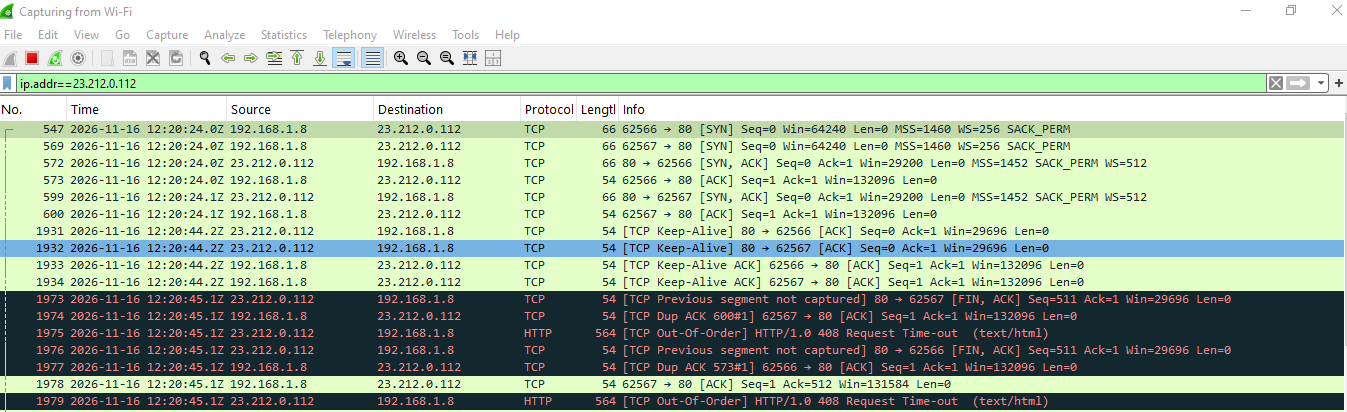 Capturing from Wi-Fi
File Edit View Go Capture Analyze Statistics Telephony Wireless Tools Help
ip.addr==23.212.0.112
No. Time Source Destination Protocol Lengtl Info
547 2026-11-16 12:20:24.0Z 192.168.1.8 23.212.0.112 TCP 66 62566 → 80 [SYN] Seq=0 Win=64240 Len=0 MSS=1460 WS=256 SACK_PERM
569 2026-11-16 12:20:24.0Z 192.168.1.8 23.212.0.112 TCP 66 62567 → 80 [SYN] Seq=0 Win=64240 Len=0 MSS=1460 WS=256 SACK_PERM
572 2026-11-16 12:20:24.0Z 23.212.0.112 192.168.1.8 TCP 66 80 → 62566 [SYN, ACK] Seq=0 Ack=1 Win=29200 Len=0 MSS=1452 SACK_PERM WS=512
573 2026-11-16 12:20:24.0Z 192.168.1.8 23.212.0.112 TCP 54 62566 → 80 [ACK] Seq=1 Ack=1 Win=132096 Len=0
599 2026-11-16 12:20:24.1Z 23.212.0.112 192.168.1.8 TCP 66 80 → 62567 [SYN, ACK] Seq=0 Ack=1 Win=29200 Len=0 MSS=1452 SACK_PERM WS=512
600 2026-11-16 12:20:24.1Z 192.168.1.8 23.212.0.112 TCP 54 62567 → 80 [ACK] Seq=1 Ack=1 Win=132096 Len=0
1931 2026-11-16 12:20:44.2Z 23.212.0.112 192.168.1.8 TCP 54 [TCP Keep-Alive] 80 → 62566 [ACK] Seq=0 Ack=1 Win=29696 Len=0
1932 2026-11-16 12:20:44.2Z 23.212.0.112 192.168.1.8 TCP 54 [TCP Keep-Alive] 80 → 62567 [ACK] Seq=0 Ack=1 Win=29696 Len=0
1933 2026-11-16 12:20:44.2Z 192.168.1.8 23.212.0.112 TCP 54 [TCP Keep-Alive ACK] 62566 → 80 [ACK] Seq=1 Ack=1 Win=132096 Len=0
1934 2026-11-16 12:20:44.2Z 192.168.1.8 23.212.0.112 TCP 54 [TCP Keep-Alive ACK] 62567 → 80 [ACK] Seq=1 Ack=1 Win=132096 Len=0
1973 2026-11-16 12:20:45.1Z 23.212.0.112 192.168.1.8 TCP 54 [TCP Previous segment not captured] 80 → 62567 [FIN, ACK] Seq=511 Ack=1 Win=29696 Len=0
1974 2026-11-16 12:20:45.1Z 192.168.1.8 23.212.0.112 TCP 54 [TCP Dup ACK 600#1] 62567 → 80 [ACK] Seq=1 Ack=1 Win=132096 Len=0
1975 2026-11-16 12:20:45.1Z 23.212.0.112 192.168.1.8 HTTP 564 [TCP Out-Of-Order] HTTP/1.0 408 Request Time-out (text/html)
1976 2026-11-16 12:20:45.1Z 23.212.0.112 192.168.1.8 TCP 54 [TCP Previous segment not captured] 80 → 62566 [FIN, ACK] Seq=511 Ack=1 Win=29696 Len=0
1977 2026-11-16 12:20:45.1Z 192.168.1.8 23.212.0.112 TCP 54 [TCP Dup ACK 573#1] 62566 → 80 [ACK] Seq=1 Ack=1 Win=132096 Len=0
1978 2026-11-16 12:20:45.1Z 192.168.1.8 23.212.0.112 TCP 54 62567 → 80 [ACK] Seq=1 Ack=512 Win=131584 Len=0
1979 2026-11-16 12:20:45.1Z 23.212.0.112 192.168.1.8 HTTP 564 [TCP Out-Of-Order] HTTP/1.0 408 Request Time-out (text/html)